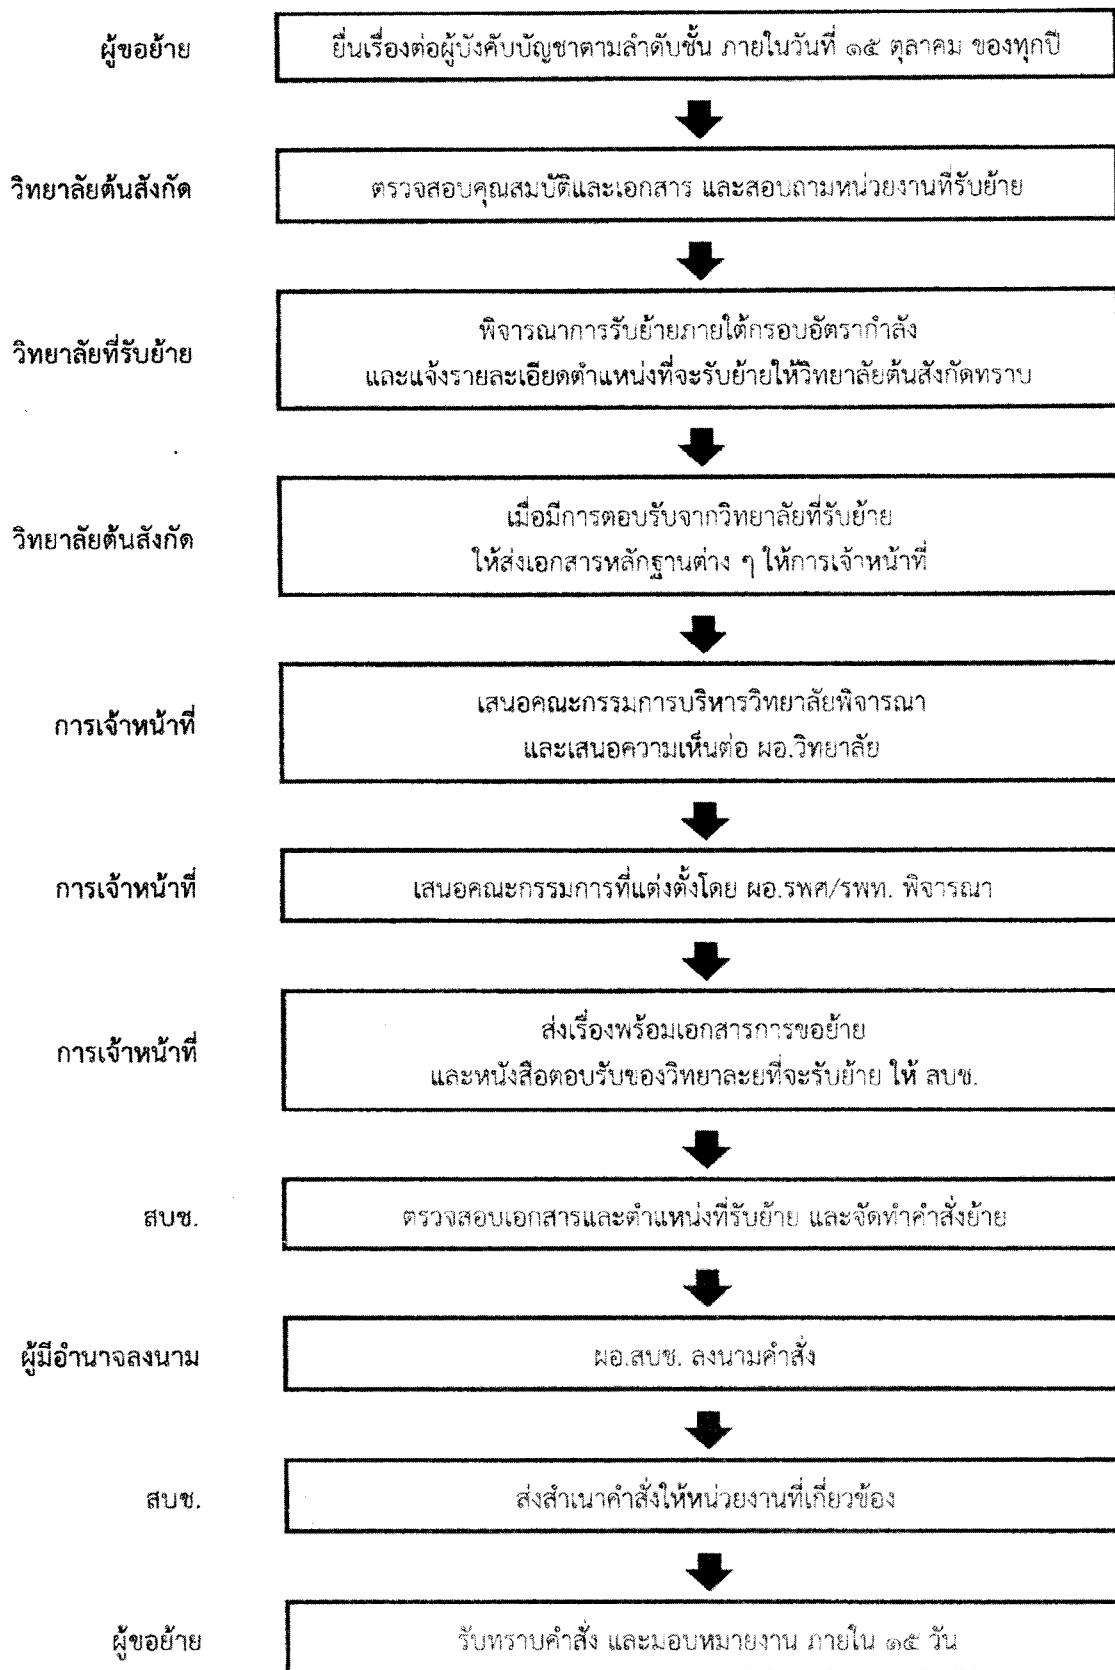 ผู้ขอย้าย
ยื่นเรื่องต่อผู้บังคับบัญชาตามลำดับชั้น ภายในวันที่ ๑๕ ตุลาคม ของทุกปี
วิทยาลัยต้นสังกัด
ตรวจสอบคุณสมบัติและเอกสาร และสอบถามหน่วยงานที่รับย้าย
วิทยาลัยที่รับย้าย
พิจารณาการรับย้ายภายใต้กรอบอัตรากำลัง
และแจ้งรายละเอียดตำแหน่งที่จะรับย้ายให้วิทยาลัยต้นสังกัดทราบ
วิทยาลัยต้นสังกัด
เมื่อมีการตอบรับจากวิทยาลัยที่รับย้าย
ให้ส่งเอกสารหลักฐานต่าง ๆ ให้การเจ้าหน้าที่
การเจ้าหน้าที่
เสนอคณะกรรมการบริหารวิทยาลัยพิจารณา
และเสนอความเห็นต่อ ผอ.วิทยาลัย
การเจ้าหน้าที่
เสนอคณะกรรมการที่แต่งตั้งโดย ผอ.รพศ/รพท. พิจารณา
การเจ้าหน้าที่
ส่งเรื่องพร้อมเอกสารการขอย้าย
และหนังสือตอบรับของวิทยาละยที่จะรับย้าย ให้ สบช.
สบช.
ตรวจสอบเอกสารและตำแหน่งที่รับย้าย และจัดทำคำสั่งย้าย
ผู้มีอำนาจลงนาม
ผอ.สบช. ลงนามคำสั่ง
สบช.
ส่งสำเนาคำสั่งให้หน่วยงานที่เกี่ยวข้อง
ผู้ขอย้าย
รับทราบคำสั่ง และมอบหมายงาน ภายใน ๑๕ วัน